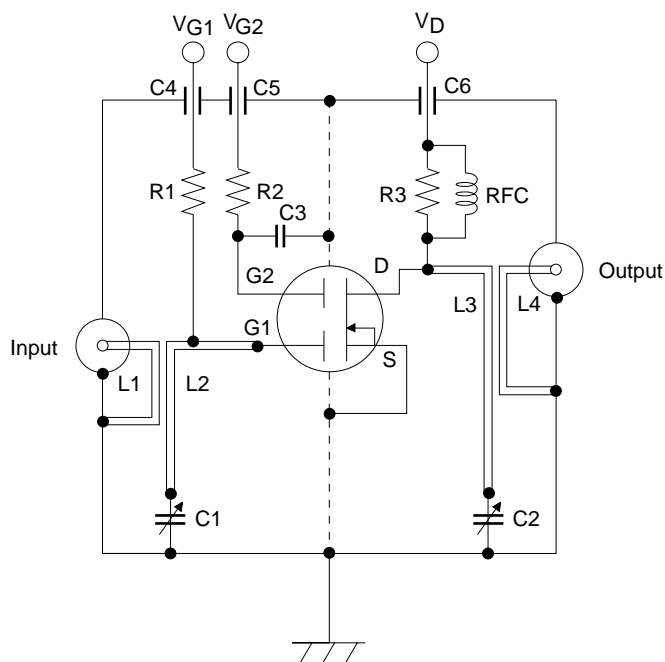 VG1 VG2 VD
C4 C5 C6
R1 R2 R3 RFC
C3
G2 D
L3 L4 Output
G1 S
Input L1 L2
C1 C2